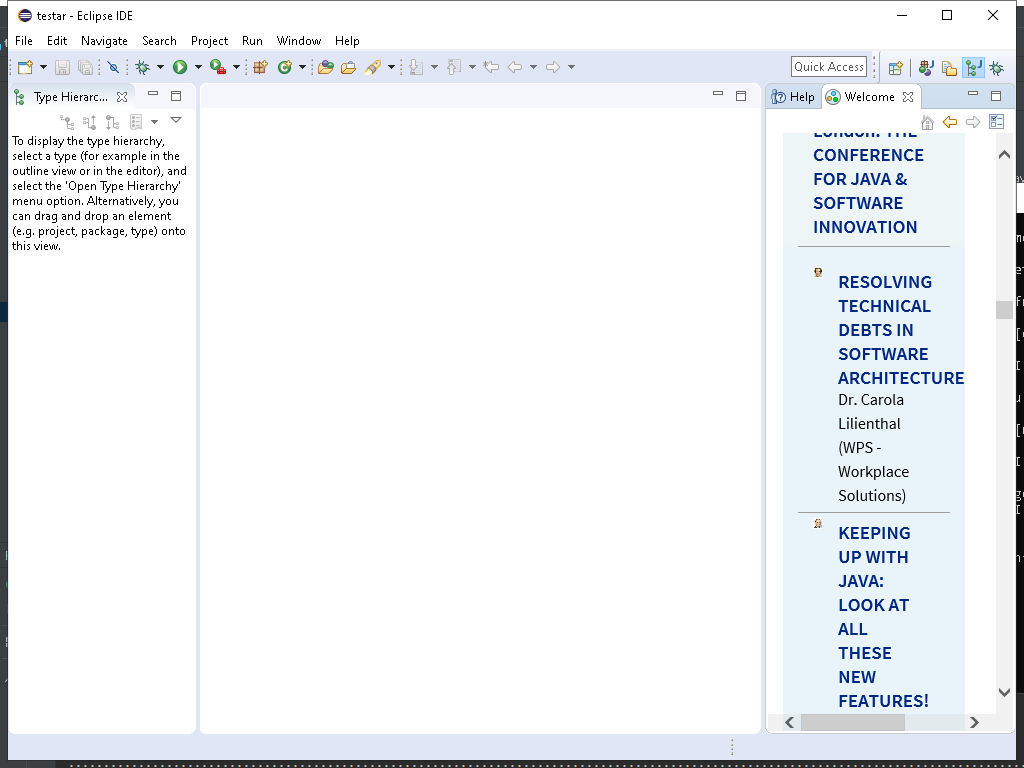 testar - Eclipse IDE
File Edit Navigate Search Project Run Window Help
Quick Access
Type Hierarc...
Help
Welcome
To display the type hierarchy,
select a type (for example in the
outline view or in the editor), and
select the 'Open Type Hierarchy'
menu option. Alternatively, you
can drag and drop an element
(e.g. project, package, type) onto
this view.
London: THE
CONFERENCE
FOR JAVA &
SOFTWARE
INNOVATION
RESOLVING
TECHNICAL
DEBTS IN
SOFTWARE
ARCHITECTURE
Dr. Carola
Lilienthal
(WPS -
Workplace
Solutions)
KEEPING
UP WITH
JAVA:
LOOK AT
ALL
THESE
NEW
FEATURES!